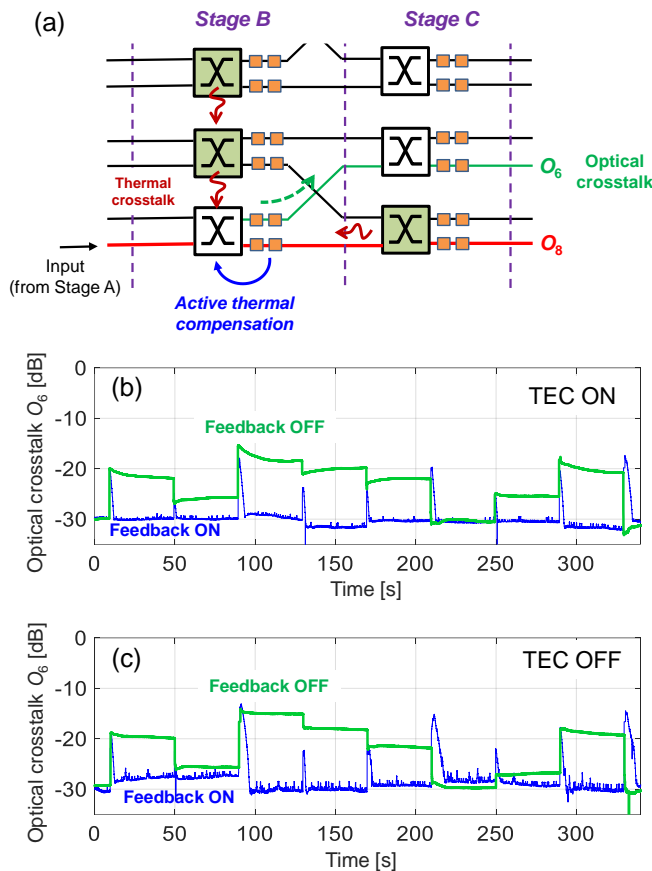 (a)
Stage B
Stage C
Thermal
crosstalk
O6
Optical
crosstalk
O8
Input
(from Stage A)
Active thermal
compensation
(b)
TEC ON
Feedback OFF
Feedback ON
Optical crosstalk O6 [dB]
0
-10
-20
-30
0
50
100
150
200
250
300
Time [s]
(c)
TEC OFF
Feedback OFF
Feedback ON
Optical crosstalk O6 [dB]
0
-10
-20
-30
0
50
100
150
200
250
300
Time [s]